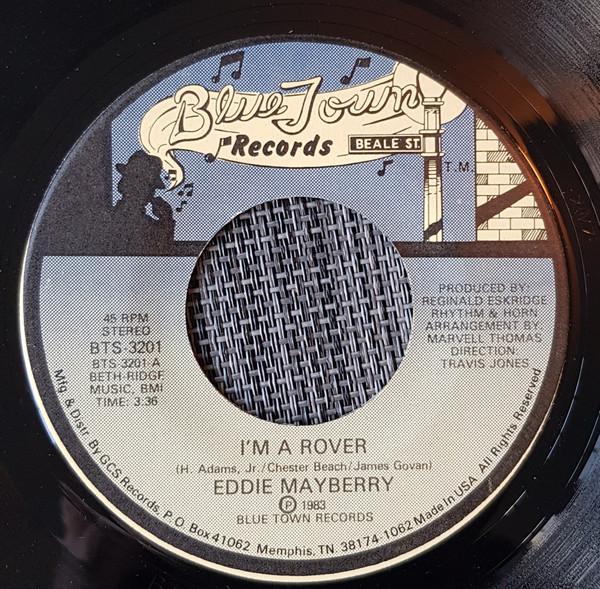 Blue Town
Records
BEALE ST.
T.M.
45 RPM
STEREO
BTS-3201
BTS 3201-A
BETH-RIDGE
MUSIC, BMI
TIME: 3:36
PRODUCED BY:
REGINALD ESKRIDGE
RHYTHM & HORN
ARRANGEMENT BY:
MARVELL THOMAS
DIRECTION:
TRAVIS JONES
I'M A ROVER
(H. Adams, Jr./Chester Beach/James Govan)
EDDIE MAYBERRY
Ⓟ 1983
BLUE TOWN RECORDS
Mfg. & Distr. By GCS Records, P.O. Box 41062 Memphis, TN. 38174-1062 Made In USA All Rights Reserved